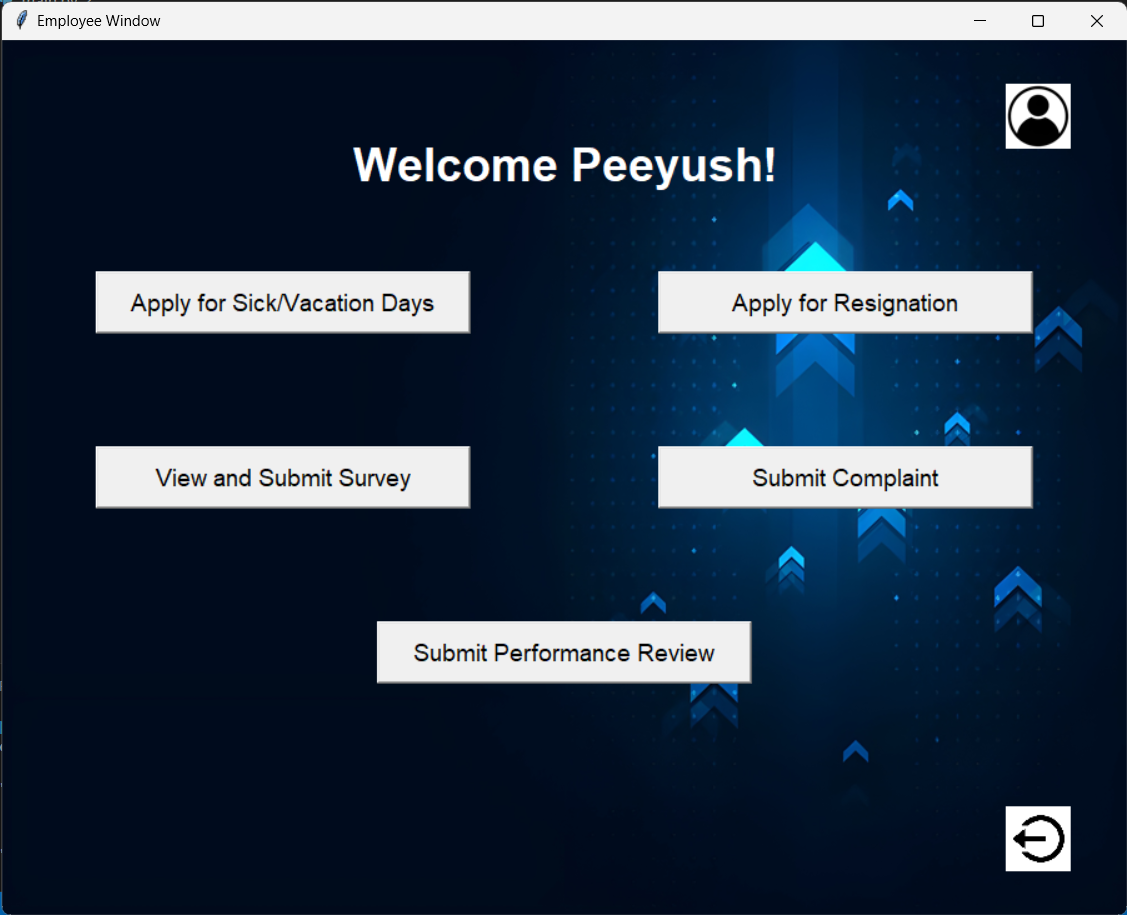 Employee Window
Welcome Peeyush!
Apply for Sick/Vacation Days
Apply for Resignation
View and Submit Survey
Submit Complaint
Submit Performance Review